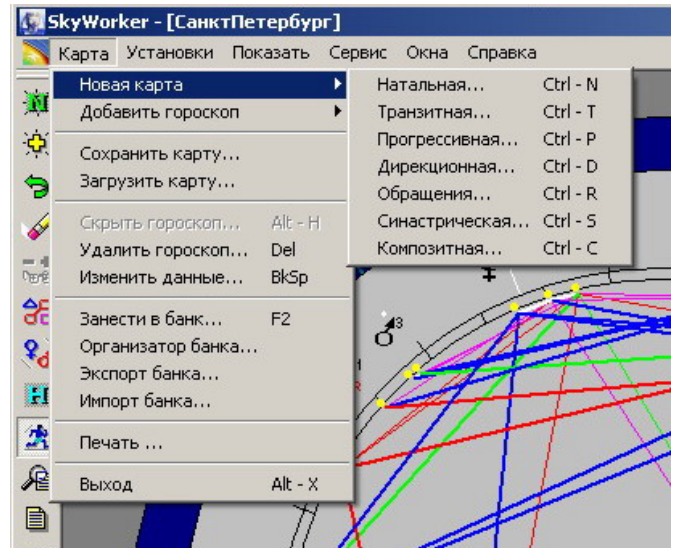 SkyWorker - [СанктПетербург]
Карта Установки Показать Сервис Окна Справка
Новая карта
Добавить гороскоп
Сохранить карту...
Загрузить карту...
Скрыть гороскоп... Alt - H
Удалить гороскоп... Del
Изменить данные... BkSp
Занести в банк... F2
Организатор банка...
Экспорт банка...
Импорт банка...
Печать ...
Выход Alt - X
Натальная... Ctrl - N
Транзитная... Ctrl - T
Прогрессивная... Ctrl - P
Дирекционная... Ctrl - D
Обращения... Ctrl - R
Синастрическая... Ctrl - S
Композитная... Ctrl - C
N
3